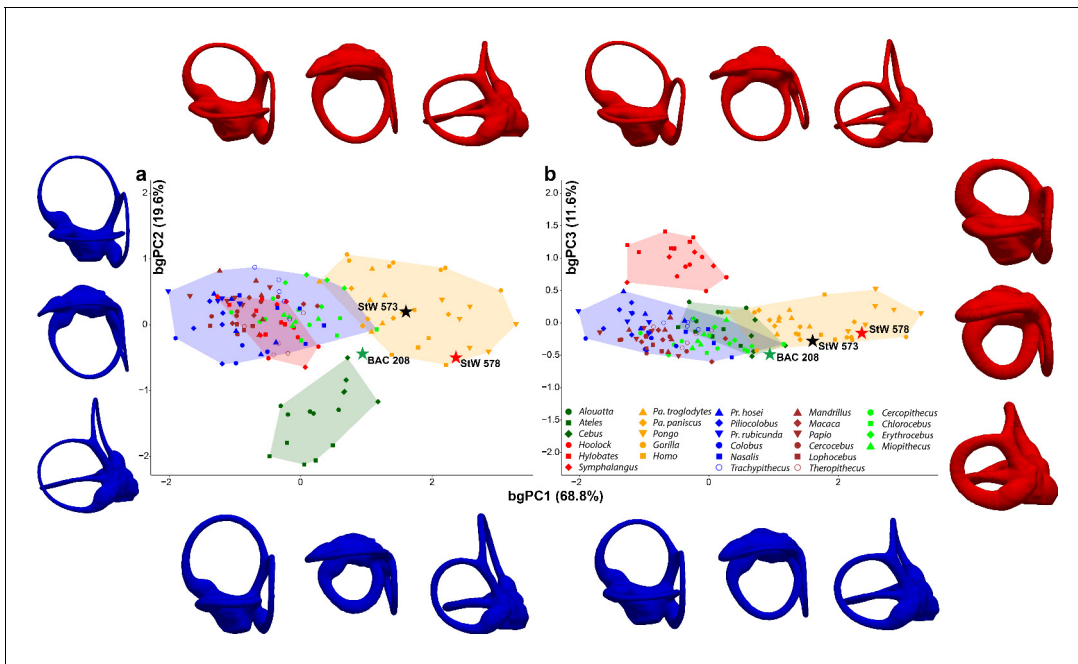 a
bgPC2 (19.6%)
2
1
0
−1
−2
StW 573
BAC 208
StW 578
−2
0
2
b
bgPC3 (11.6%)
2.0
1.5
1.0
0.5
0.0
-0.5
-1.0
-1.5
-2.0
StW 578
StW 573
BAC 208
Alouatta
Ateles
Cebus
Hoolock
Hylobates
Symphalangus
Pa. troglodytes
Pa. paniscus
Pongo
Gorilla
Homo
Pr. hosei
Piliocolobus
Pr. rubicunda
Colobus
Nasalis
Trachypithecus
Mandrillus
Macaca
Papio
Cercocebus
Lophocebus
Theropithecus
Cercopithecus
Chlorocebus
Erythrocebus
Miopithecus
−2
0
2
bgPC1 (68.8%)